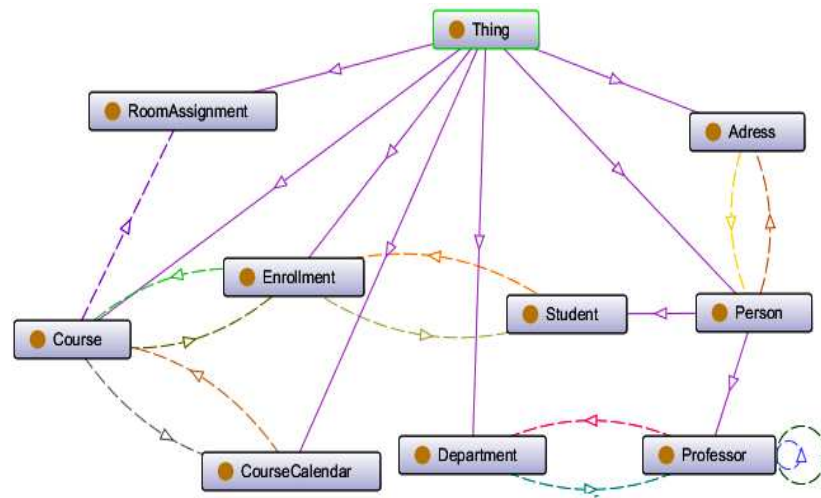 Thing
RoomAssignment
Adress
Enrollment
Student
Person
Course
Department
Professor
CourseCalendar